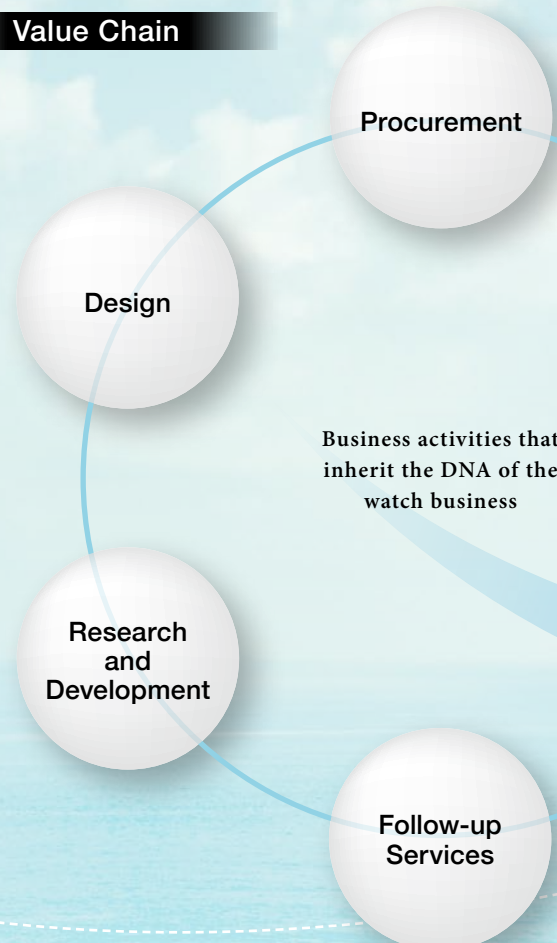 Value Chain
Procurement
Design
Business activities that
inherit the DNA of the
watch business
Research
and
Development
Follow-up
Services